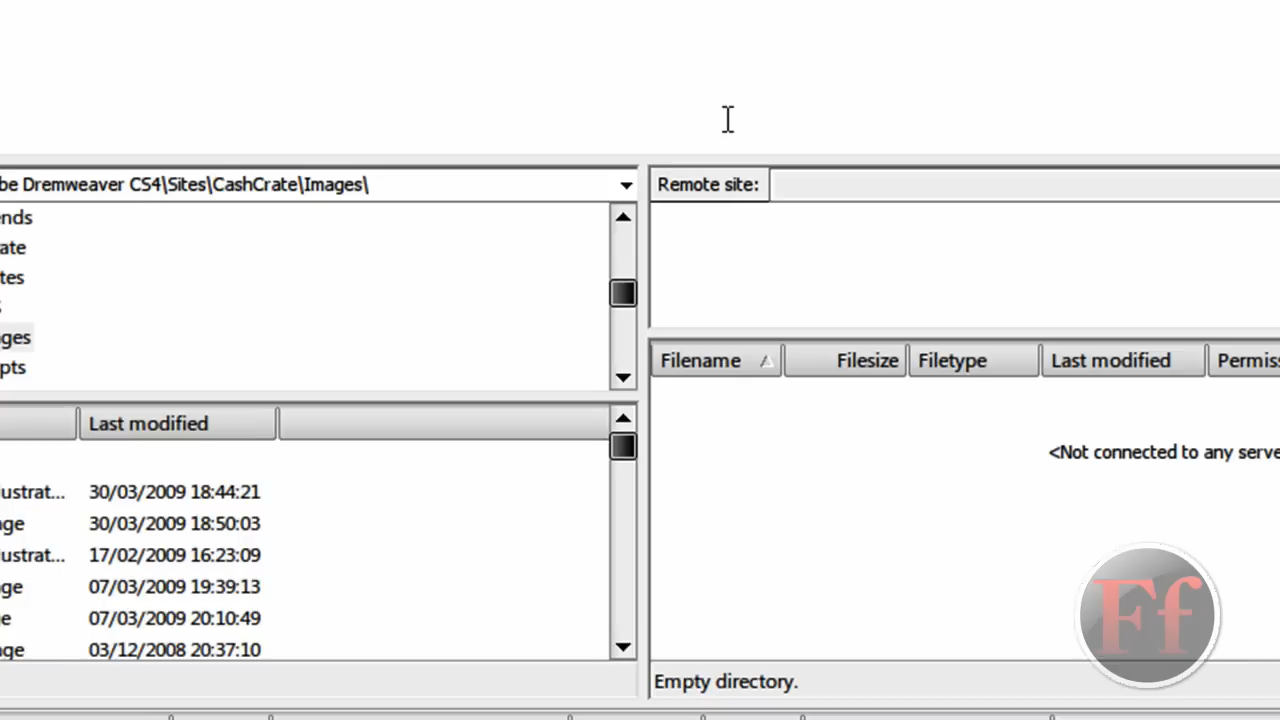 be Dremweaver CS4\Sites\CashCrate\Images\
ends
ate
tes
ges
pts
Last modified
ustrat... 30/03/2009 18:44:21
age 30/03/2009 18:50:03
ustrat... 17/02/2009 16:23:09
ge 07/03/2009 19:39:13
e 07/03/2009 20:10:49
age 03/12/2008 20:37:10
Remote site:
Filename Filesize Filetype Last modified Permiss
<Not connected to any serve
Empty directory.
Ff